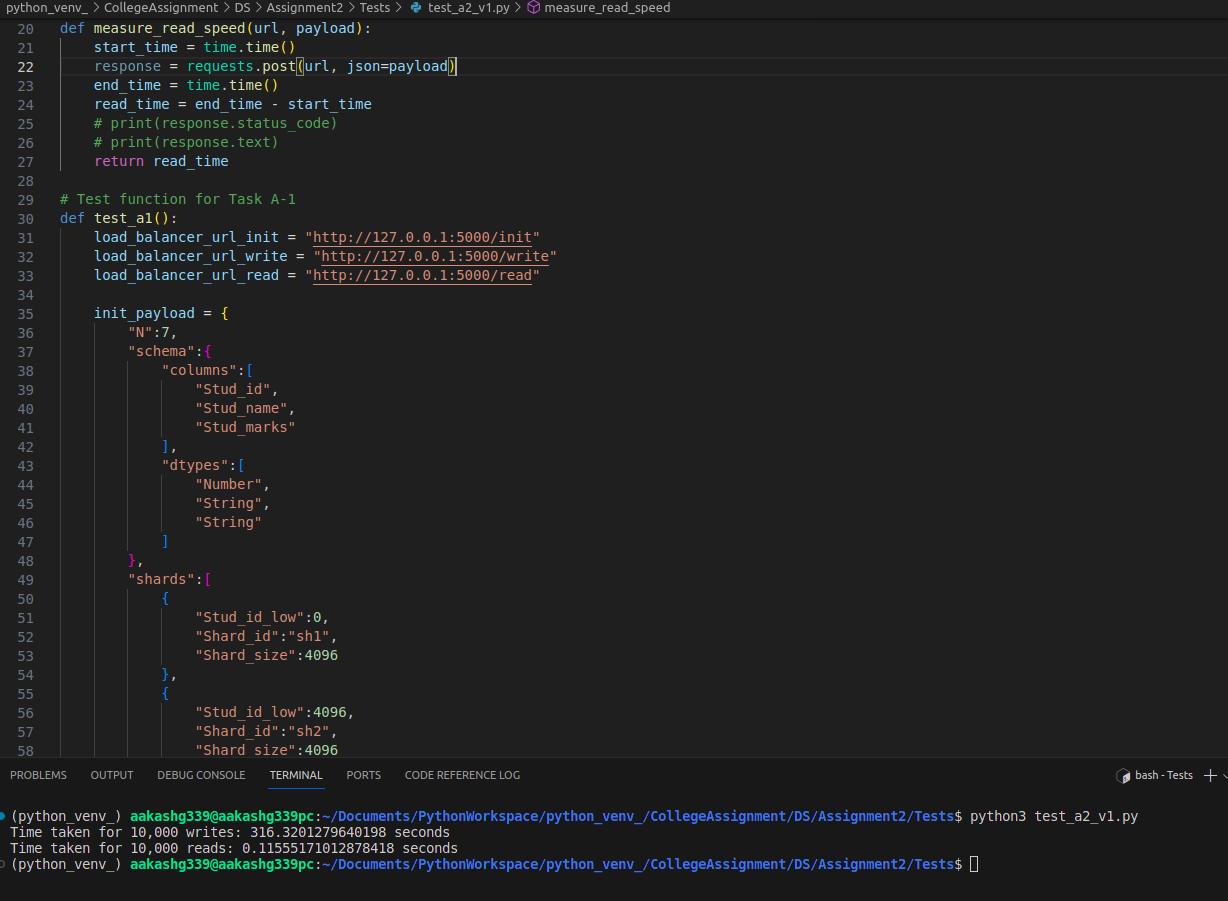 python_venv_ > CollegeAssignment > DS > Assignment2 > Tests > test_a2_v1.py > measure_read_speed
20 def measure_read_speed(url, payload):
21 start_time = time.time()
22 response = requests.post(url, json=payload)
23 end_time = time.time()
24 read_time = end_time - start_time
25 # print(response.status_code)
26 # print(response.text)
27 return read_time
28
29 # Test function for Task A-1
30 def test_a1():
31 load_balancer_url_init = "http://127.0.0.1:5000/init"
32 load_balancer_url_write = "http://127.0.0.1:5000/write"
33 load_balancer_url_read = "http://127.0.0.1:5000/read"
34
35 init_payload = {
36 "N":7,
37 "schema":{
38 "columns":[
39 "Stud_id",
40 "Stud_name",
41 "Stud_marks"
42 ],
43 "dtypes":[
44 "Number",
45 "String",
46 "String"
47 ]
48 },
49 "shards":[
50 {
51 "Stud_id_low":0,
52 "Shard_id":"sh1",
53 "Shard_size":4096
54 },
55 {
56 "Stud_id_low":4096,
57 "Shard_id":"sh2",
58 "Shard_size":4096
PROBLEMS OUTPUT DEBUG CONSOLE TERMINAL PORTS CODE REFERENCE LOG bash - Tests
(python_venv_) aakashg339@aakashg339pc:~/Documents/PythonWorkspace/python_venv_/CollegeAssignment/DS/Assignment2/Tests$ python3 test_a2_v1.py
Time taken for 10,000 writes: 316.3201279640198 seconds
Time taken for 10,000 reads: 0.11555171012878418 seconds
(python_venv_) aakashg339@aakashg339pc:~/Documents/PythonWorkspace/python_venv_/CollegeAssignment/DS/Assignment2/Tests$